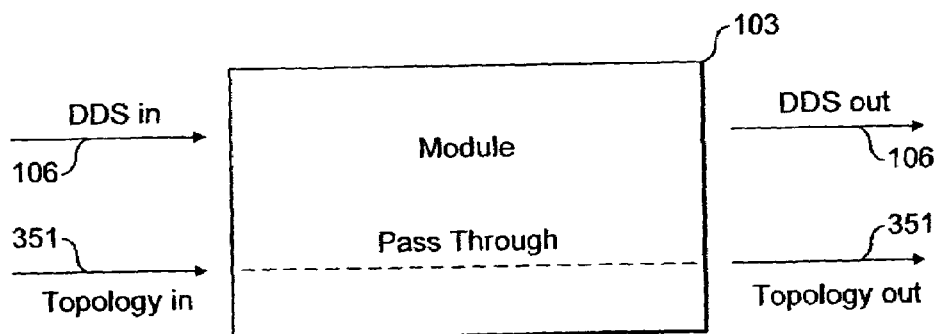 103
DDS in
DDS out
106
Module
106
351
Pass Through
351
Topology in
Topology out